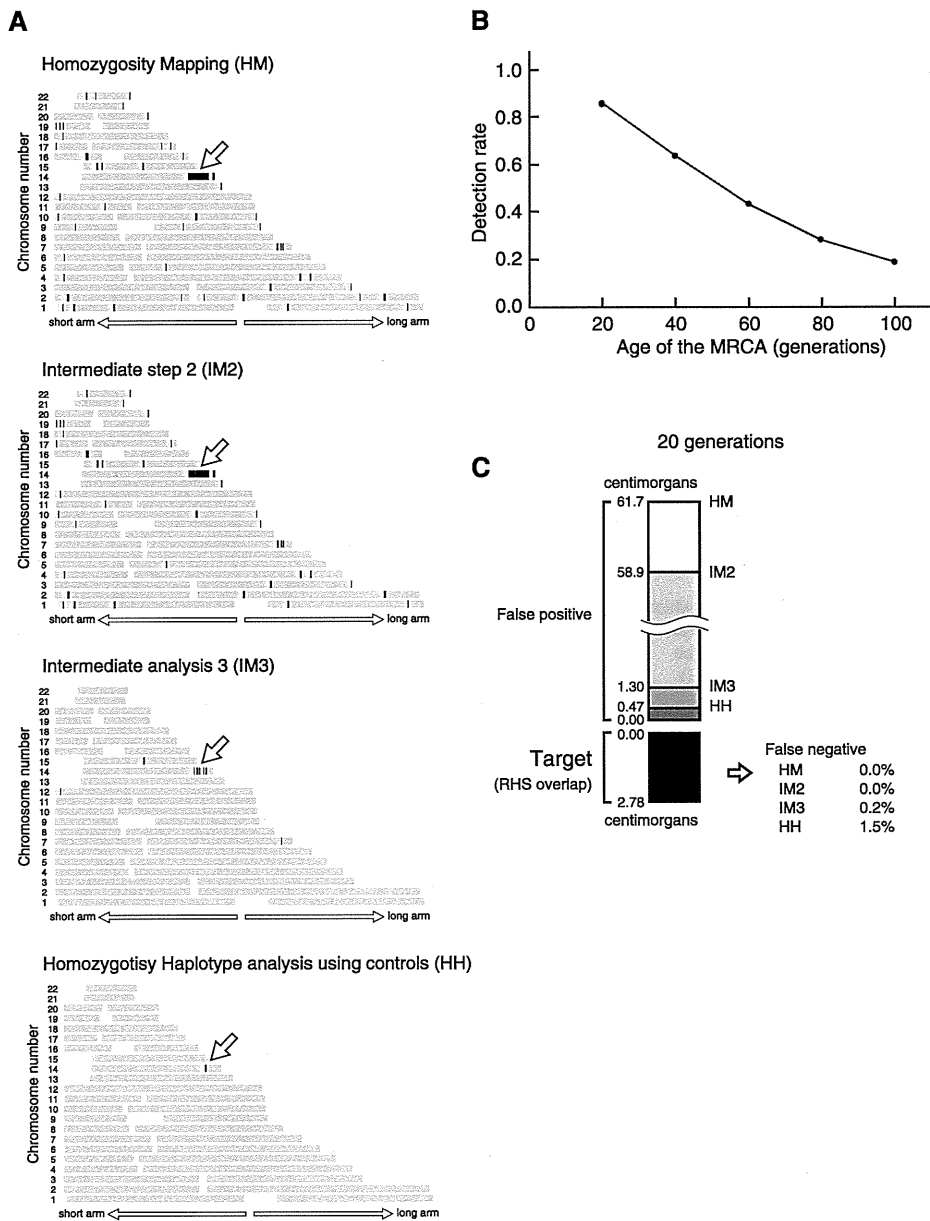 A
Homozygosity Mapping (HM)
Chromosome number
22
21
20
19
18
17
16
15
14
13
12
11
10
9
8
7
6
5
4
3
2
1
short arm
long arm
Intermediate step 2 (IM2)
Chromosome number
22
21
20
19
18
17
16
15
14
13
12
11
10
9
8
7
6
5
4
3
2
1
short arm
long arm
Intermediate analysis 3 (IM3)
Chromosome number
22
21
20
19
18
17
16
15
14
13
12
11
10
9
8
7
6
5
4
3
2
1
short arm
long arm
Homozygotisy Haplotype analysis using controls (HH)
Chromosome number
22
21
20
19
18
17
16
15
14
13
12
11
10
9
8
7
6
5
4
3
2
1
short arm
long arm
B
Detection rate
1.0
0.8
0.6
0.4
0.2
0.0
0 20 40 60 80 100
Age of the MRCA (generations)
C
20 generations
centimorgans
61.7 HM
58.9 IM2
False positive
1.30 IM3
0.47 HH
0.00
0.00
Target
(RHS overlap)
2.78
centimorgans
False negative
HM 0.0%
IM2 0.0%
IM3 0.2%
HH 1.5%